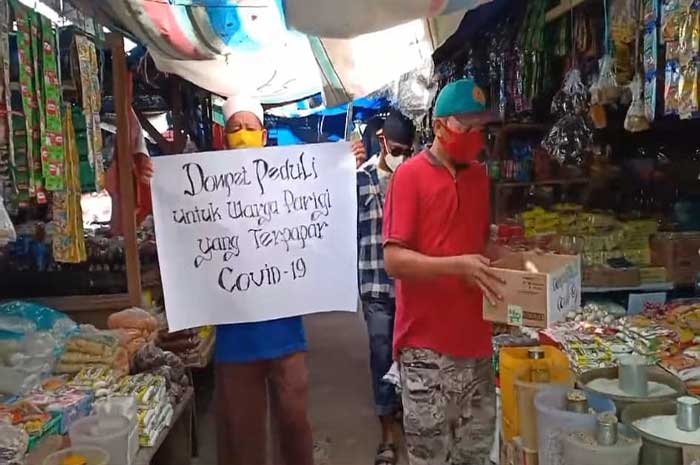 Dompet Peduli
untuk Warga Parigi
yang Terpapar
Covid-19